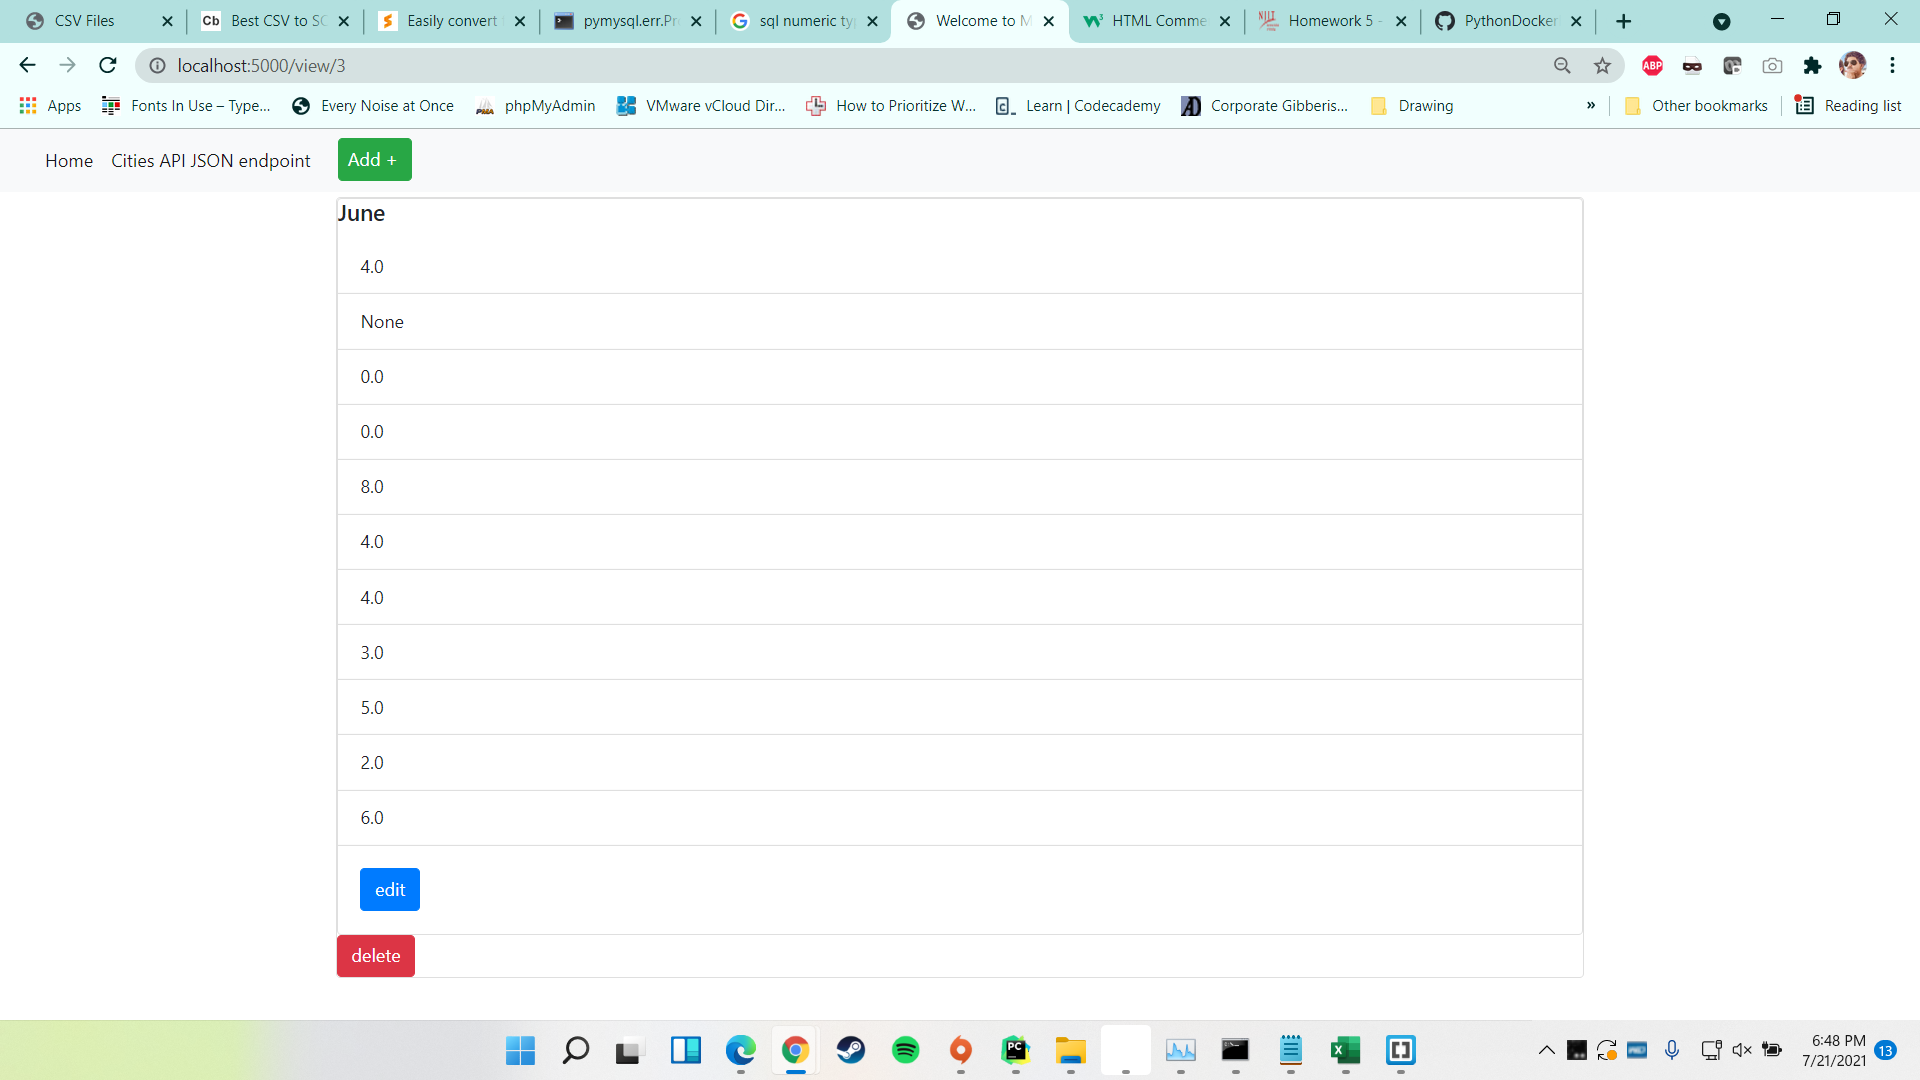 CSV Files
Best CSV to SC
Easily convert
pymysql.err.Pr
sql numeric ty
Welcome to M
HTML Comme
Homework 5 -
PythonDocker
localhost:5000/view/3
ABP
Apps
Fonts In Use – Type...
Every Noise at Once
phpMyAdmin
VMware vCloud Dir...
How to Prioritize W...
Learn | Codecademy
Corporate Gibberis...
Drawing
»
Other bookmarks
Reading list
Home Cities API JSON endpoint Add +
June
4.0
None
0.0
0.0
8.0
4.0
4.0
3.0
5.0
2.0
6.0
edit
delete
6:48 PM
7/21/2021
13